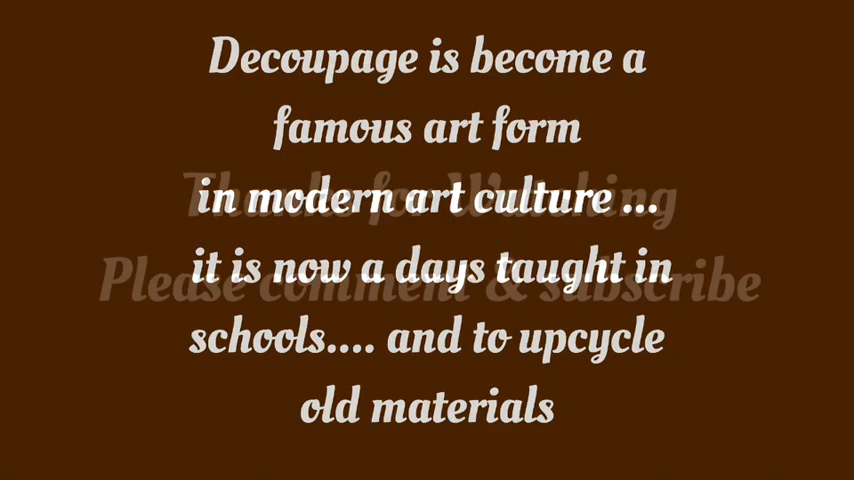 Decoupage is become a
famous art form
Thanks for Watching
in modern art culture ...
it is now a days taught in
Please comment & subscribe
schools.... and to upcycle
old materials